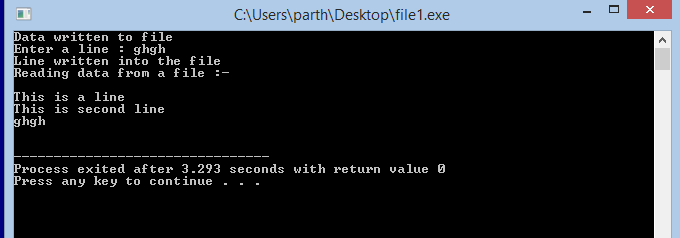 C:\Users\parth\Desktop\file1.exe
Data written to file
Enter a line : ghgh
Line written into the file
Reading data from a file :-
This is a line
This is second line
ghgh
--------------------------------
Process exited after 3.293 seconds with return value 0
Press any key to continue . . .